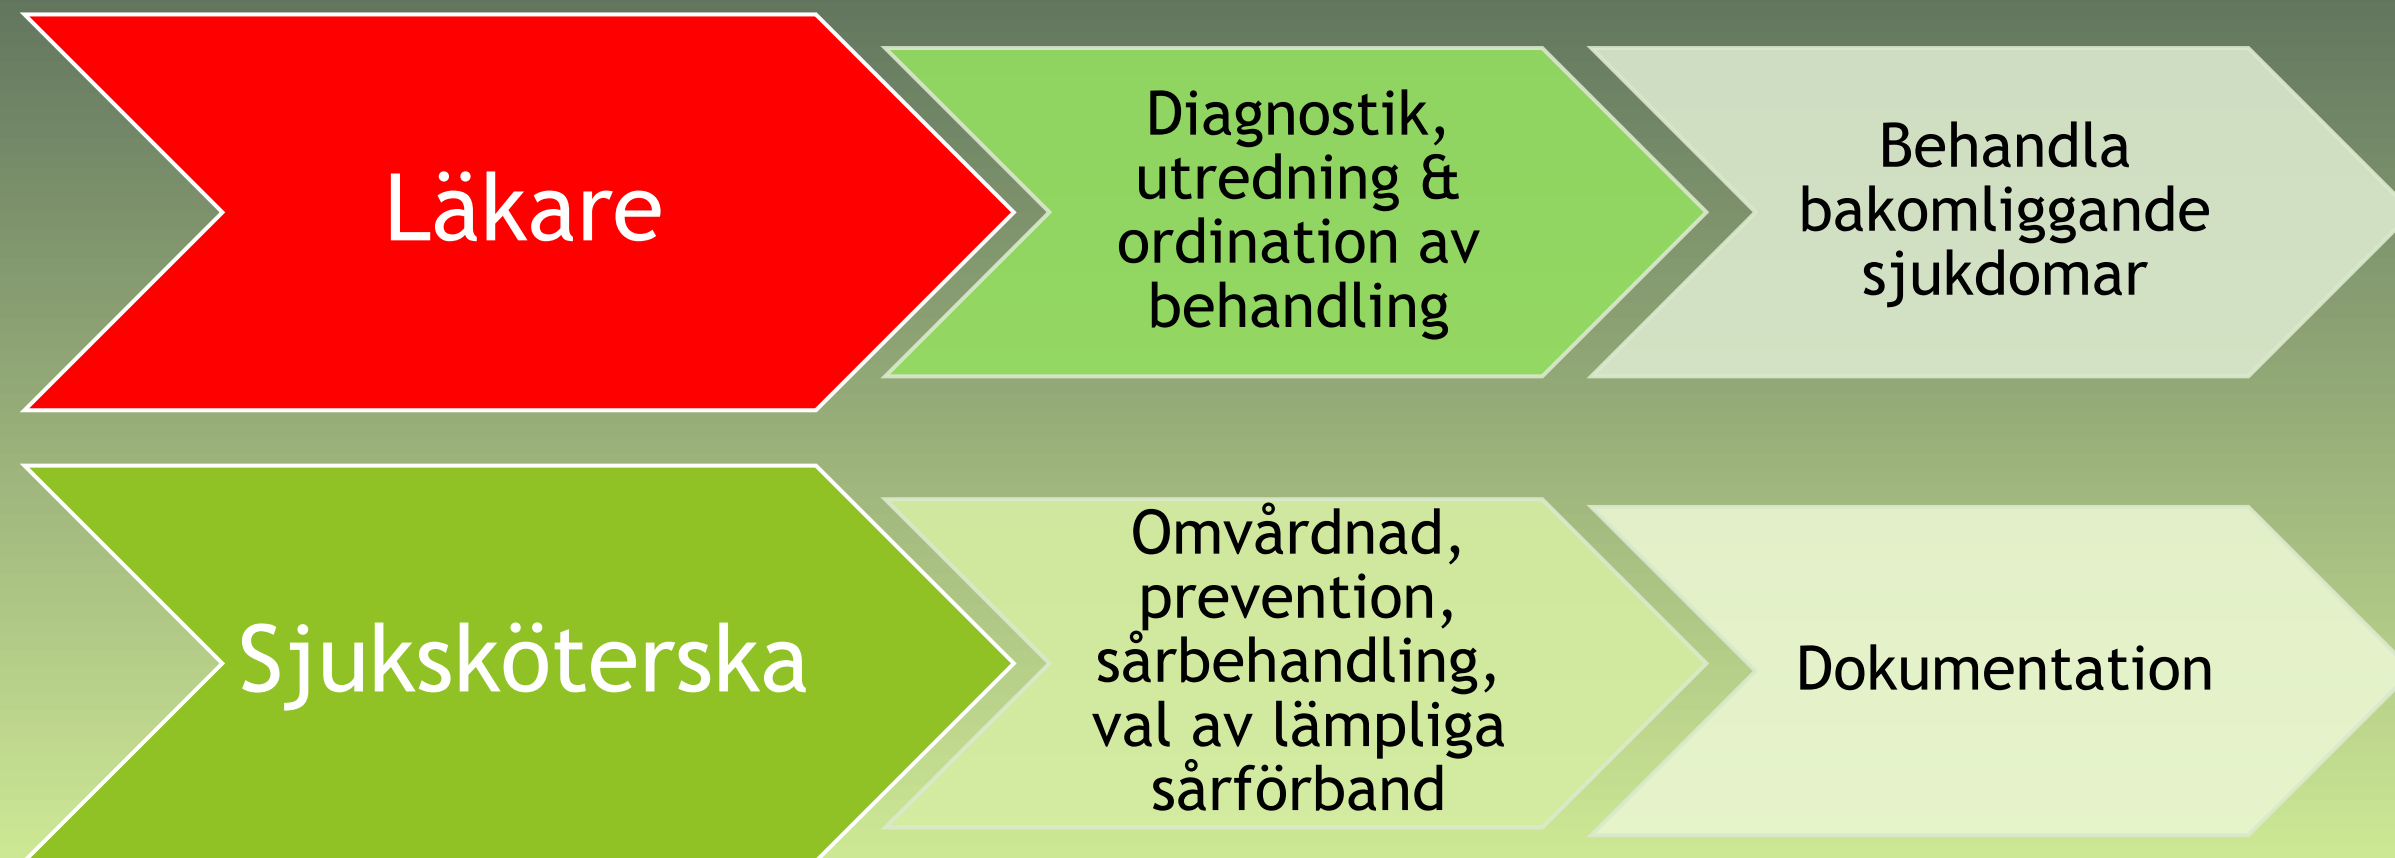 Läkare
Diagnostik,
utredning &
ordination av
behandling
Behandla
bakomliggande
sjukdomar
Sjuksköterska
Omvårdnad,
prevention,
sårbehandling,
val av lämpliga
sårförband
Dokumentation